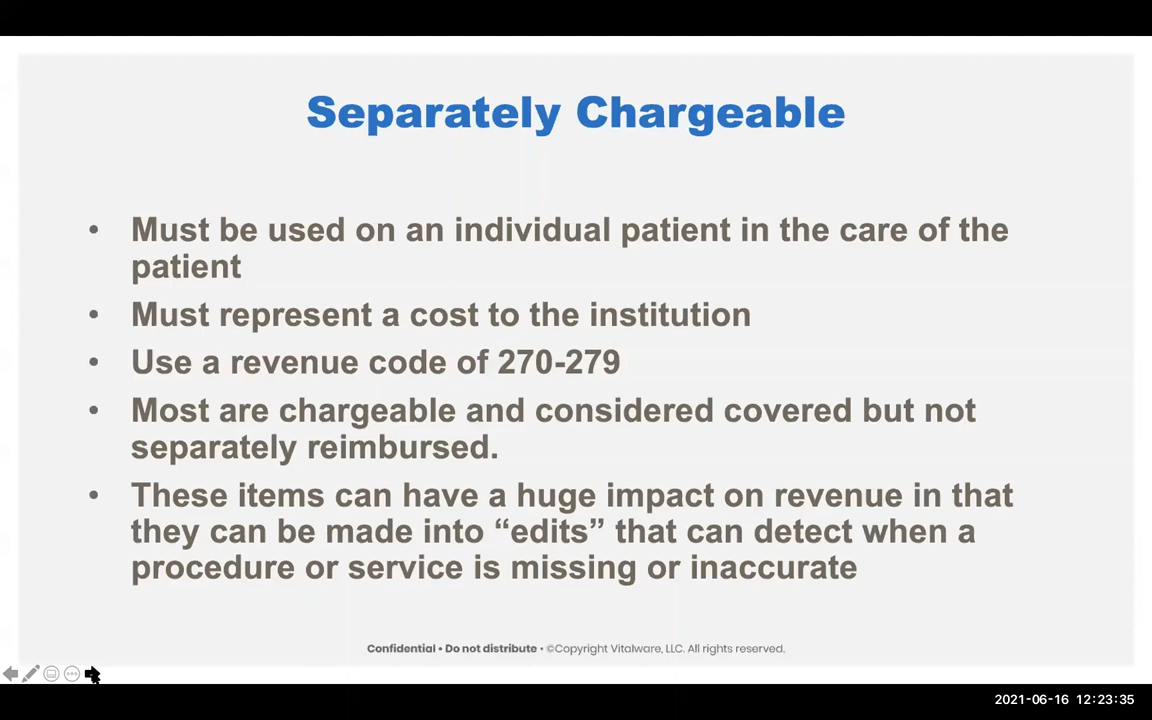 Separately Chargeable
• Must be used on an individual patient in the care of the
patient
• Must represent a cost to the institution
• Use a revenue code of 270-279
• Most are chargeable and considered covered but not
separately reimbursed.
• These items can have a huge impact on revenue in that
they can be made into “edits” that can detect when a
procedure or service is missing or inaccurate
Confidential • Do not distribute • ©Copyright Vitalware, LLC. All rights reserved.
2021-06-16 12:23:35